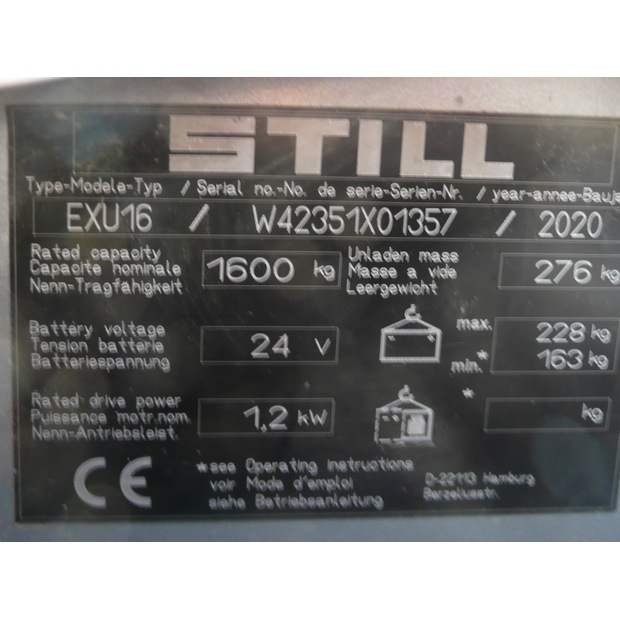 STILL
Type-Modele-Typ / Serial no.-No. de serie-Serien-Nr. / year-annee-Bauja
EXU16 / W42351X01357 / 2020
Rated capacity
Capacite nominale
Nenn-Tragfähigkeit
1600 kg
Unladen mass
Masse a vide
Leergewicht
276 kg
Battery voltage
Tension batterie
Batteriespannung
24 V
max. 228 kg
min.* 163 kg
Rated drive power
Puissance motr.nom.
Nenn-Antriebsleist.
1,2 kW
* kg
CE
*see Operating instructions
voir Mode d'emploi
siehe Betriebsanleitung
D-22113 Hamburg
Berzeliusstr.